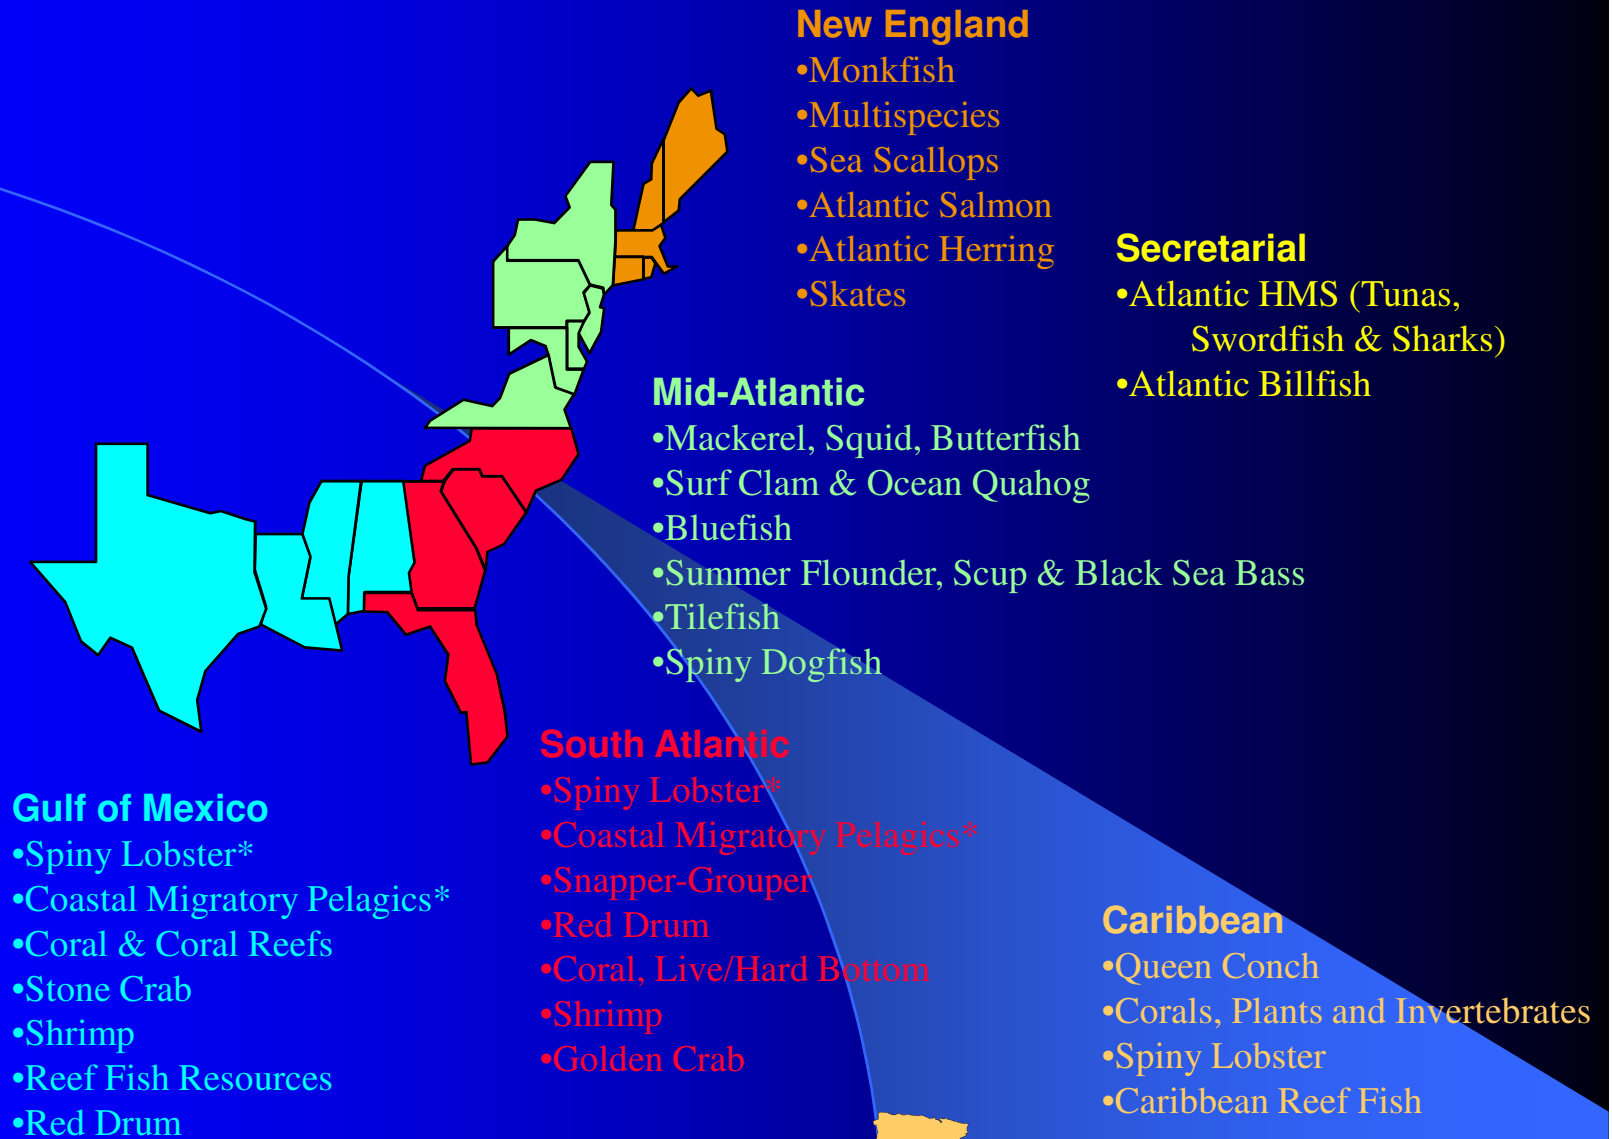 New England
•Monkfish
•Multispecies
•Sea Scallops
•Atlantic Salmon
•Atlantic Herring
•Skates
Secretarial
•Atlantic HMS (Tunas,
Swordfish & Sharks)
•Atlantic Billfish
Mid-Atlantic
•Mackerel, Squid, Butterfish
•Surf Clam & Ocean Quahog
•Bluefish
•Summer Flounder, Scup & Black Sea Bass
•Tilefish
•Spiny Dogfish
South Atlantic
•Spiny Lobster*
•Coastal Migratory Pelagics*
•Snapper-Grouper
•Red Drum
•Coral, Live/Hard Bottom
•Shrimp
•Golden Crab
Gulf of Mexico
•Spiny Lobster*
•Coastal Migratory Pelagics*
•Coral & Coral Reefs
•Stone Crab
•Shrimp
•Reef Fish Resources
•Red Drum
Caribbean
•Queen Conch
•Corals, Plants and Invertebrates
•Spiny Lobster
•Caribbean Reef Fish